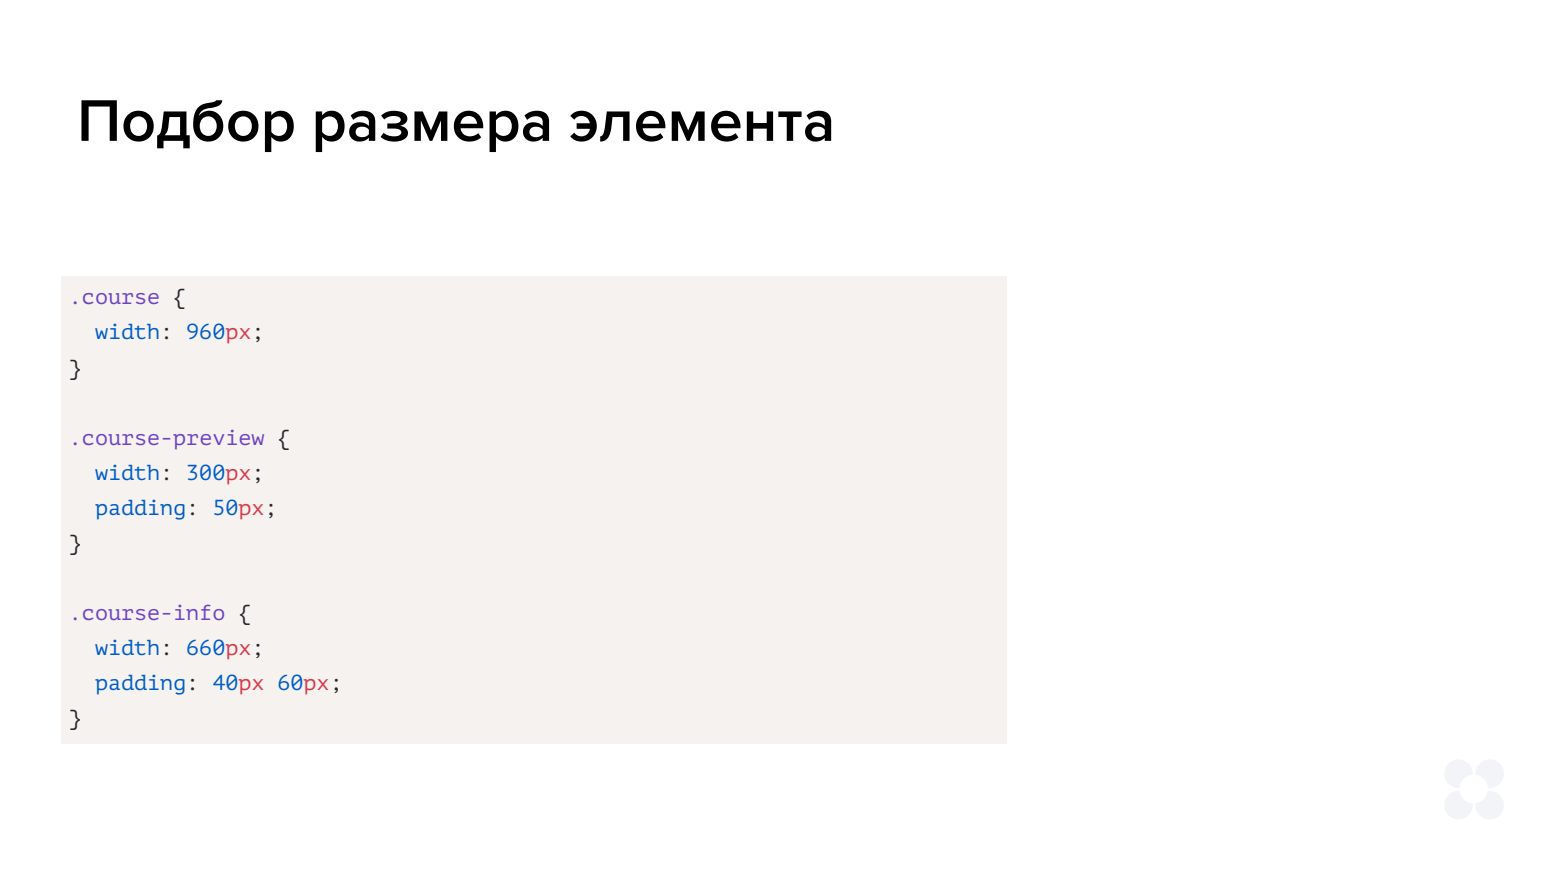 Подбор размера элемента
.course {
  width: 960px;
}
.course-preview {
  width: 300px;
  padding: 50px;
}
.course-info {
  width: 660px;
  padding: 40px 60px;
}